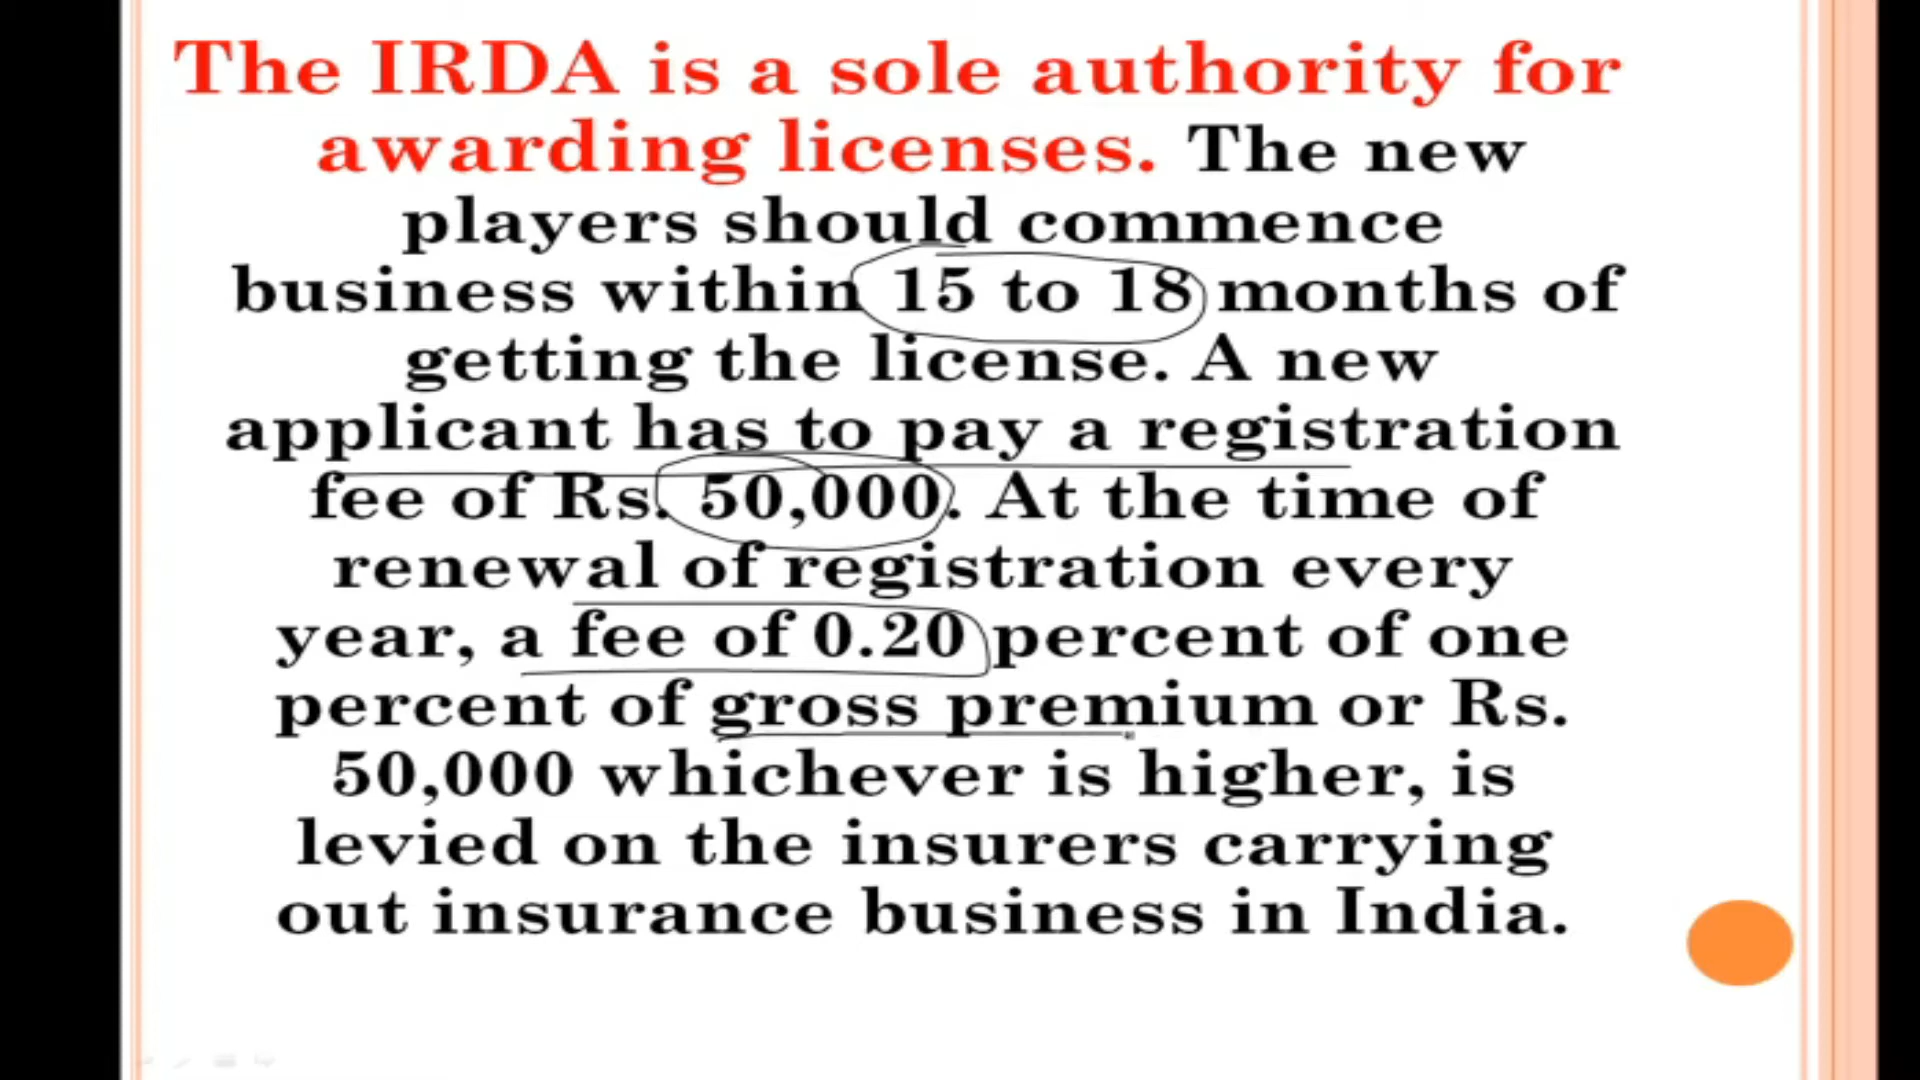 The IRDA is a sole authority for
awarding licenses. The new
players should commence
business within 15 to 18 months of
getting the license. A new
applicant has to pay a registration
fee of Rs. 50,000. At the time of
renewal of registration every
year, a fee of 0.20 percent of one
percent of gross premium or Rs.
50,000 whichever is higher, is
levied on the insurers carrying
out insurance business in India.